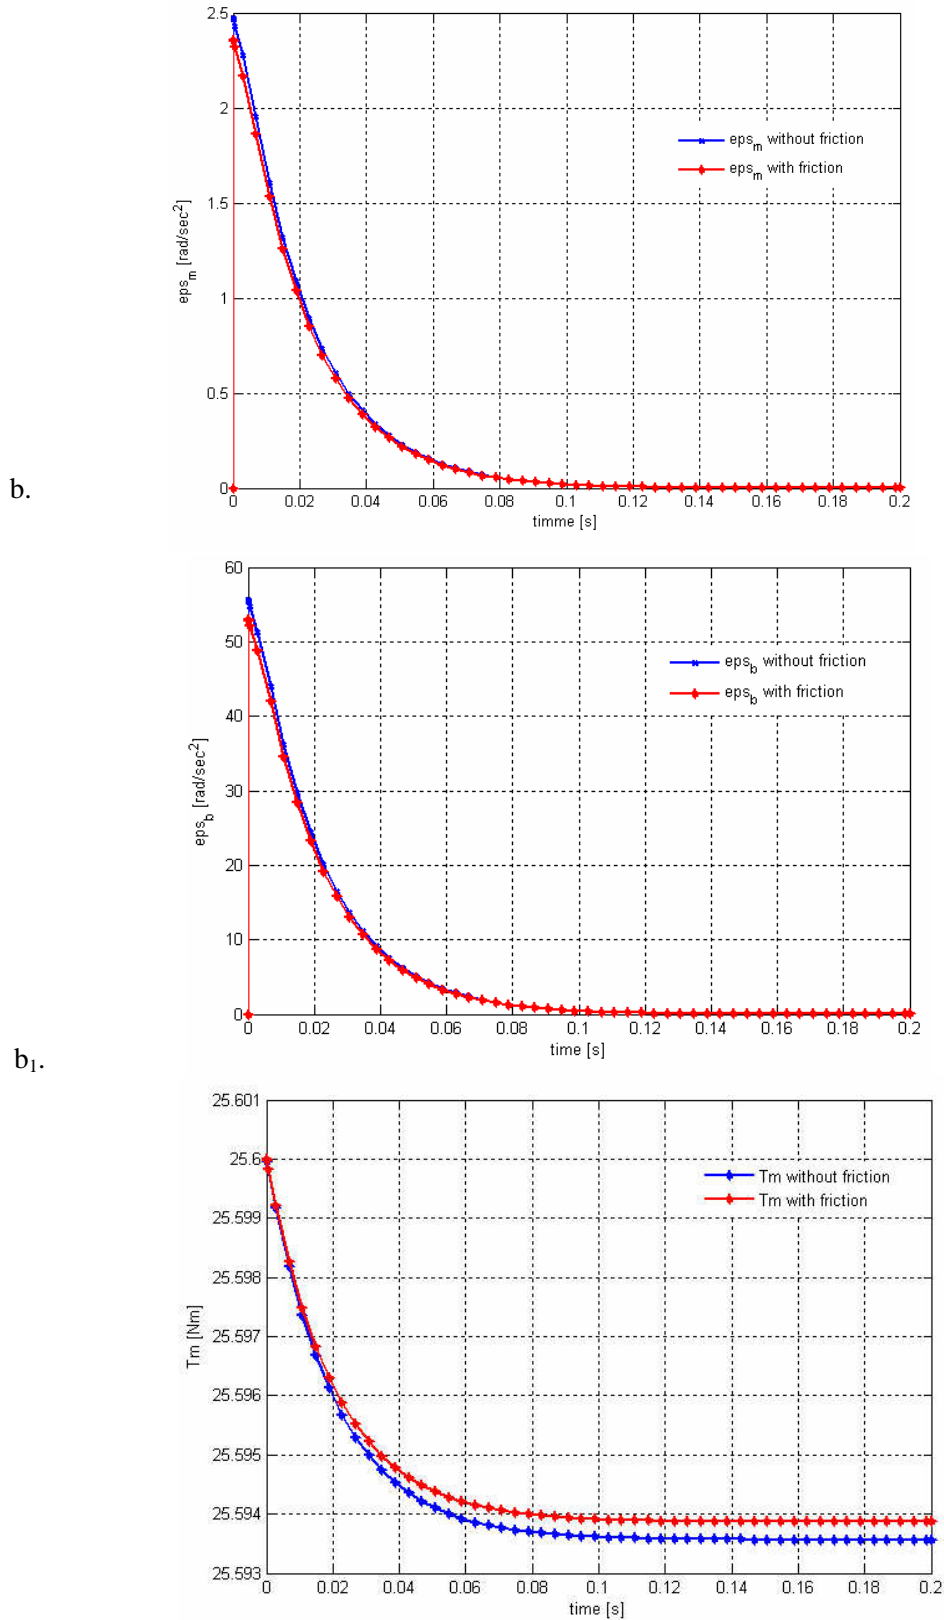 2.5
2
1.5
1
0.5
0
eps_m [rad/sec²]
eps_m without friction
eps_m with friction
0 0.02 0.04 0.06 0.08 0.1 0.12 0.14 0.16 0.18 0.2
timme [s]
b.
60
50
40
30
20
10
0
eps_b [rad/sec²]
eps_b without friction
eps_b with friction
0 0.02 0.04 0.06 0.08 0.1 0.12 0.14 0.16 0.18 0.2
time [s]
b₁.
25.601
25.6
25.599
25.598
25.597
25.596
25.595
25.594
25.593
Tm [Nm]
Tm without friction
Tm with friction
0 0.02 0.04 0.06 0.08 0.1 0.12 0.14 0.16 0.18 0.2
time [s]